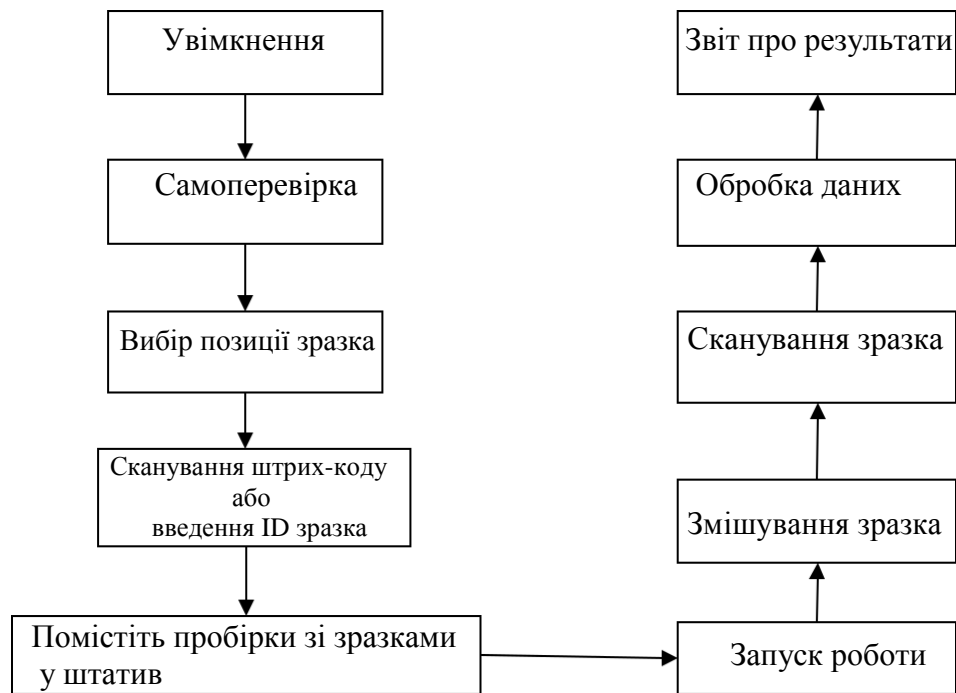 Увімкнення
Самоперевірка
Вибір позиції зразка
Сканування штрих-коду
або
введення ID зразка
Помістіть пробірки зі зразками
у штатив
Запуск роботи
Змішування зразка
Сканування зразка
Обробка даних
Звіт про результати